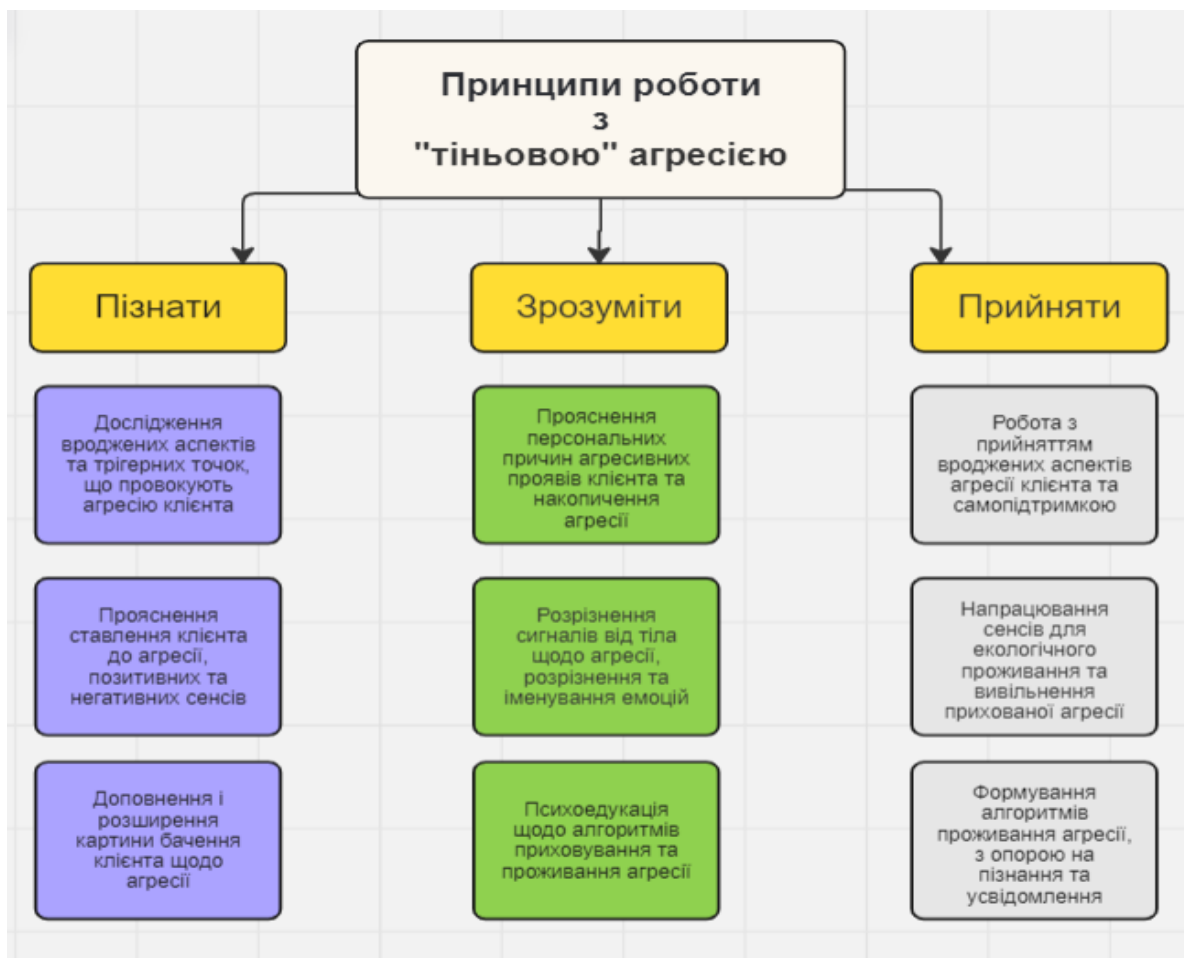 Принципи роботи
з
"тіньовою" агресією
Пізнати
Зрозуміти
Прийняти
Дослідження
вроджених аспектів
та трігерних точок,
що провокують
агресію клієнта
Прояснення
персональних
причин агресивних
проявів клієнта та
накопичення
агресії
Робота з
прийняттям
вроджених аспектів
агресії клієнта та
самопідтримкою
Прояснення
ставлення клієнта
до агресії,
позитивних та
негативних сенсів
Розрізнення
сигналів від тіла
щодо агресії,
розрізнення та
іменування емоцій
Напрацювання
сенсів для
екологічного
проживання та
вивільнення
прихованої агресії
Доповнення і
розширення
картини бачення
клієнта щодо
агресії
Психоедукація
щодо алгоритмів
приховування та
проживання агресії
Формування
алгоритмів
проживання агресії,
з опорою на
пізнання та
усвідомлення